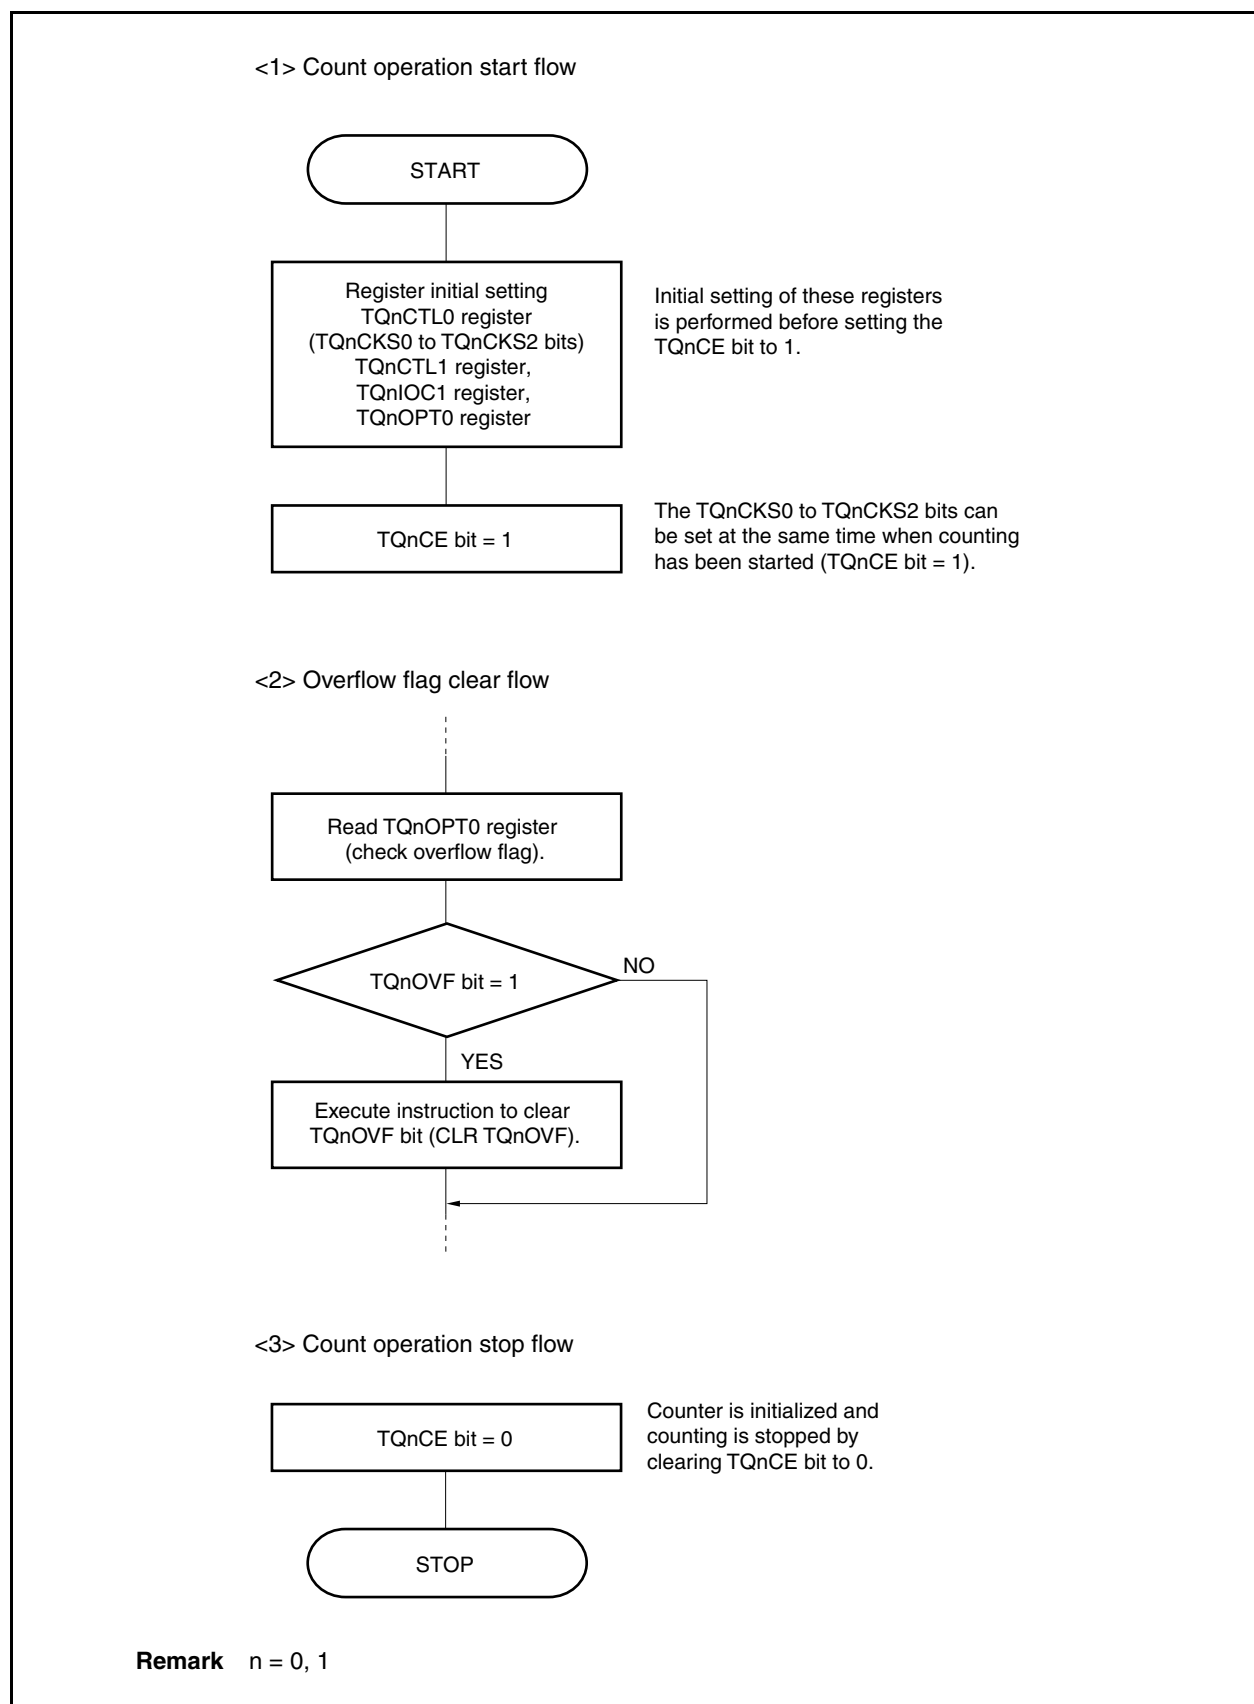 <1> Count operation start flow
START
Register initial setting
TQnCTL0 register
(TQnCKS0 to TQnCKS2 bits)
TQnCTL1 register,
TQnIOC1 register,
TQnOPT0 register
Initial setting of these registers
is performed before setting the
TQnCE bit to 1.
TQnCE bit = 1
The TQnCKS0 to TQnCKS2 bits can
be set at the same time when counting
has been started (TQnCE bit = 1).
<2> Overflow flag clear flow
Read TQnOPT0 register
(check overflow flag).
TQnOVF bit = 1
NO
YES
Execute instruction to clear
TQnOVF bit (CLR TQnOVF).
<3> Count operation stop flow
TQnCE bit = 0
Counter is initialized and
counting is stopped by
clearing TQnCE bit to 0.
STOP
Remark n = 0, 1